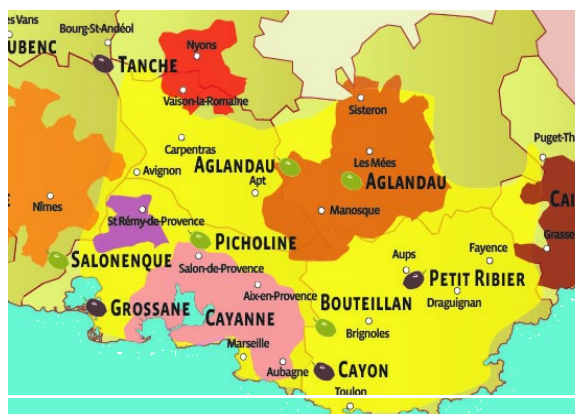 es Vans
Bourg-St-Andéol
UBENC
TANCHE
Nyons
Vaison-la-Romaine
Sisteron
Carpentras
Avignon
AGLANDAU
Apt
Les Mées
AGLANDAU
Puget-Th
Nîmes
St Rémy-de-Provence
Manosque
CAI
Grasse
PICHOLINE
SALONENQUE
Salon-de-Provence
Aups
Fayence
PETIT RIBIER
Draguignan
GROSSANE
Aix-en-Provence
CAYANNE
BOUTEILLAN
Brignoles
Marseille
Aubagne
CAYON
Toulon